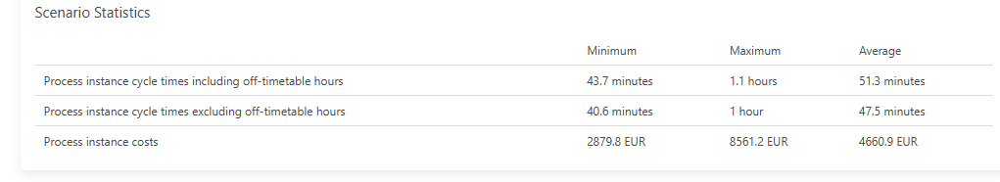 Scenario Statistics
Minimum Maximum Average
Process instance cycle times including off-timetable hours 43.7 minutes 1.1 hours 51.3 minutes
Process instance cycle times excluding off-timetable hours 40.6 minutes 1 hour 47.5 minutes
Process instance costs 2879.8 EUR 8561.2 EUR 4660.9 EUR